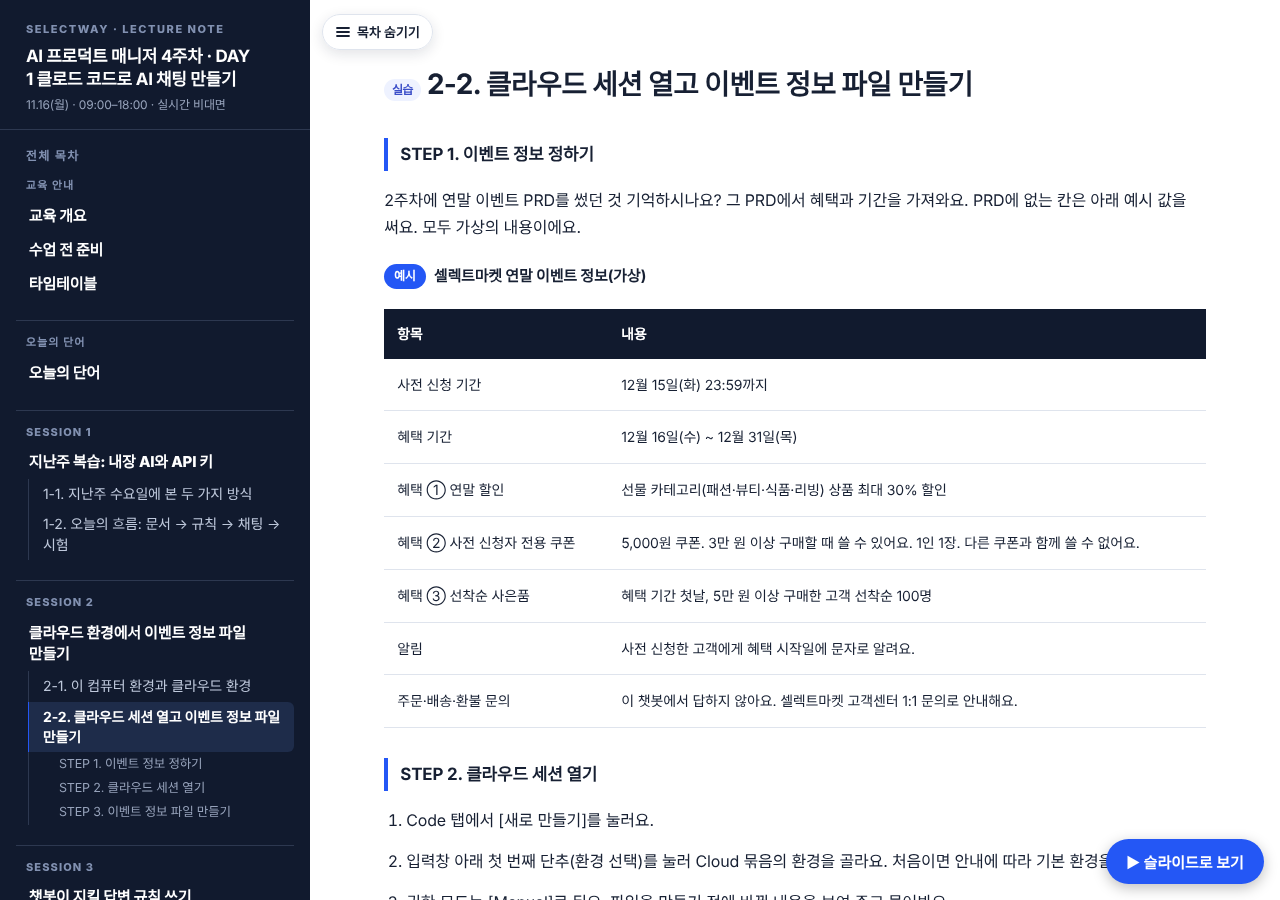 SELECTWAY · LECTURE NOTE
AI 프로덕트 매니저 4주차 · DAY
1 클로드 코드로 AI 채팅 만들기
11.16(월) · 09:00–18:00 · 실시간 비대면
전체 목차
교육 안내
교육 개요
수업 전 준비
타임테이블
오늘의 단어
오늘의 단어
SESSION 1
지난주 복습: 내장 AI와 API 키
1-1. 지난주 수요일에 본 두 가지 방식
1-2. 오늘의 흐름: 문서 → 규칙 → 채팅 →
시험
SESSION 2
클라우드 환경에서 이벤트 정보 파일
만들기
2-1. 이 컴퓨터 환경과 클라우드 환경
2-2. 클라우드 세션 열고 이벤트 정보 파일
만들기
STEP 1. 이벤트 정보 정하기
STEP 2. 클라우드 세션 열기
STEP 3. 이벤트 정보 파일 만들기
SESSION 3
챗봇이 지킬 답변 규칙 쓰기
목차 숨기기
실습 2-2. 클라우드 세션 열고 이벤트 정보 파일 만들기
STEP 1. 이벤트 정보 정하기
2주차에 연말 이벤트 PRD를 썼던 것 기억하시나요? 그 PRD에서 혜택과 기간을 가져와요. PRD에 없는 칸은 아래 예시 값을
써요. 모두 가상의 내용이에요.
예시 셀렉트마켓 연말 이벤트 정보(가상)
항목 내용
사전 신청 기간 12월 15일(화) 23:59까지
혜택 기간 12월 16일(수) ~ 12월 31일(목)
혜택 ① 연말 할인 선물 카테고리(패션·뷰티·식품·리빙) 상품 최대 30% 할인
혜택 ② 사전 신청자 전용 쿠폰 5,000원 쿠폰. 3만 원 이상 구매할 때 쓸 수 있어요. 1인 1장. 다른 쿠폰과 함께 쓸 수 없어요.
혜택 ③ 선착순 사은품 혜택 기간 첫날, 5만 원 이상 구매한 고객 선착순 100명
알림 사전 신청한 고객에게 혜택 시작일에 문자로 알려요.
주문·배송·환불 문의 이 챗봇에서 답하지 않아요. 셀렉트마켓 고객센터 1:1 문의로 안내해요.
STEP 2. 클라우드 세션 열기
1. Code 탭에서 [새로 만들기]를 눌러요.
2. 입력창 아래 첫 번째 단추(환경 선택)를 눌러 Cloud 묶음의 환경을 골라요. 처음이면 안내에 따라 기본 환경을
▶ 슬라이드로 보기